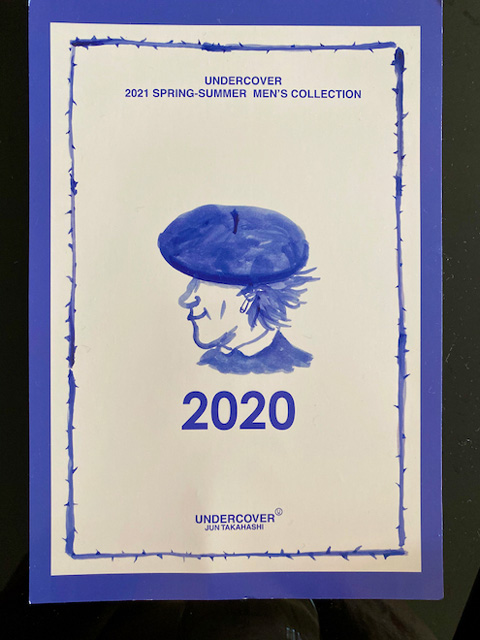 UNDERCOVER
2021 SPRING-SUMMER MEN'S COLLECTION
2020
UNDERCOVER
JUN TAKAHASHI